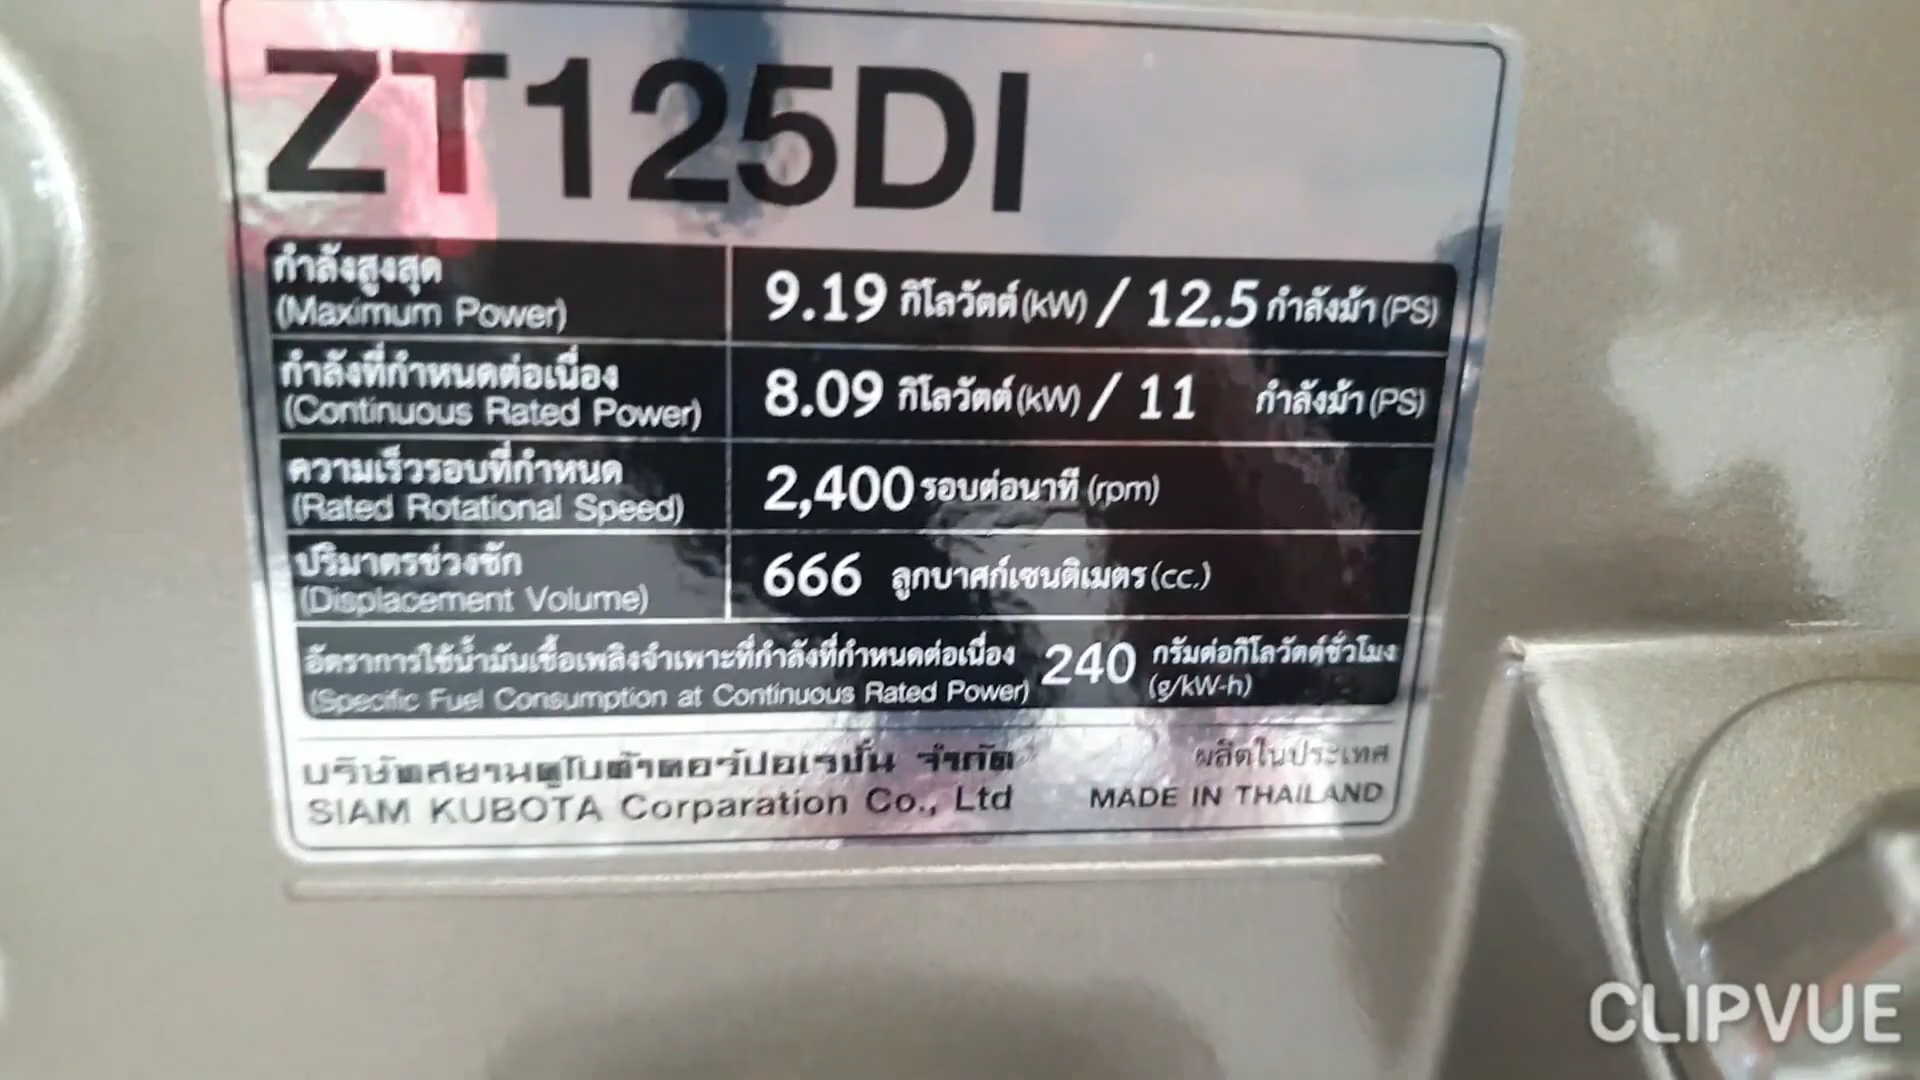 ZT125DI
กำลังสูงสุด
(Maximum Power)
9.19 กิโลวัตต์ (kW) / 12.5 กำลังม้า (PS)
กำลังที่กำหนดต่อเนื่อง
(Continuous Rated Power)
8.09 กิโลวัตต์ (kW) / 11 กำลังม้า (PS)
ความเร็วรอบที่กำหนด
(Rated Rotational Speed)
2,400 รอบต่อนาที (rpm)
ปริมาตรช่วงชัก
(Displacement Volume)
666 ลูกบาศก์เซนติเมตร (cc.)
อัตราการใช้น้ำมันเชื้อเพลิงจำเพาะที่กำลังที่กำหนดต่อเนื่อง
(Specific Fuel Consumption at Continuous Rated Power)
240 กรัมต่อกิโลวัตต์ชั่วโมง
(g/kW-h)
บริษัทสยามคูโบต้าคอร์ปอเรชั่น จำกัด
SIAM KUBOTA Corparation Co., Ltd
ผลิตในประเทศ
MADE IN THAILAND
CLIPVUE